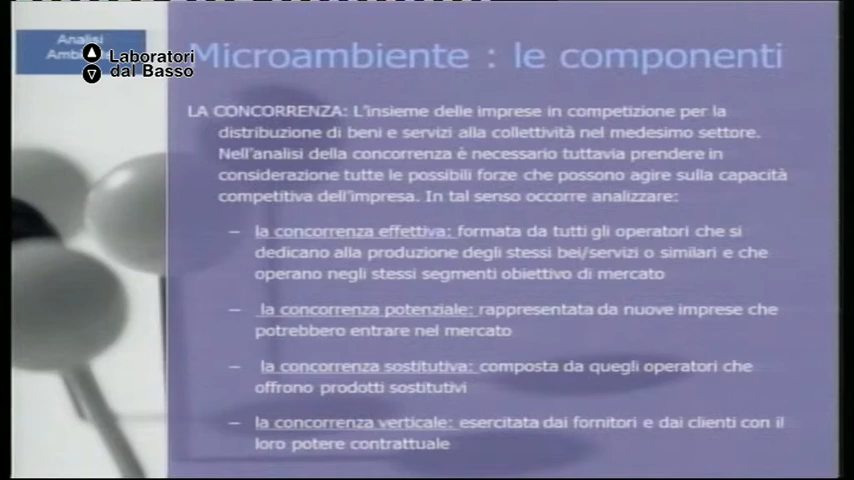 Analisi
Laboratori
dal Basso
Microambiente : le componenti
LA CONCORRENZA: L'insieme delle imprese in competizione per la
distribuzione di beni e servizi alla collettività nel medesimo settore.
Nell'analisi della concorrenza è necessario tuttavia prendere in
considerazione tutte le possibili forze che possono agire sulla capacità
competitiva dell'impresa. In tal senso occorre analizzare:
– la concorrenza effettiva: formata da tutti gli operatori che si
dedicano alla produzione degli stessi bei/servizi o similari e che
operano negli stessi segmenti obiettivo di mercato
– la concorrenza potenziale: rappresentata da nuove imprese che
potrebbero entrare nel mercato
– la concorrenza sostitutiva: composta da quegli operatori che
offrono prodotti sostitutivi
– la concorrenza verticale: esercitata dai fornitori e dai clienti con il
loro potere contrattuale